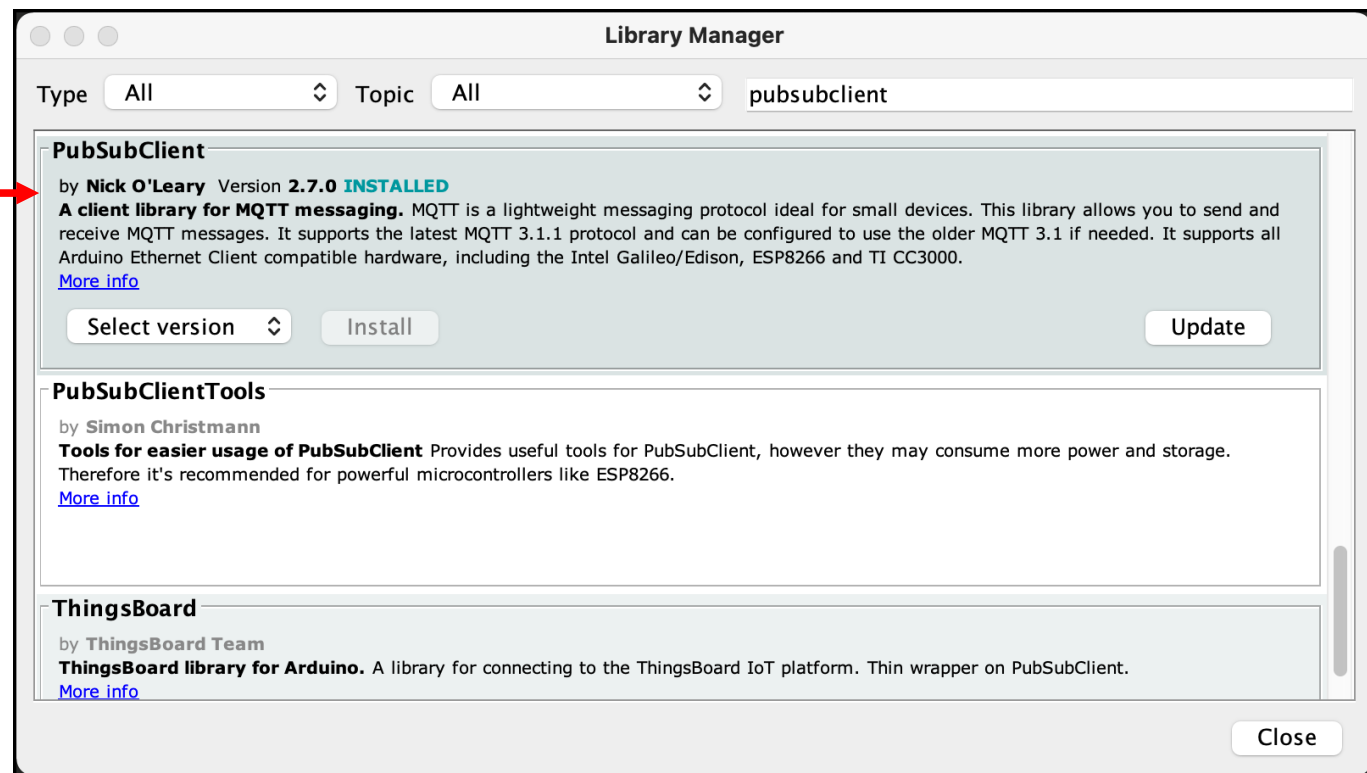 Library Manager
Type All Topic All pubsubclient
PubSubClient
by Nick O'Leary Version 2.7.0 INSTALLED
A client library for MQTT messaging. MQTT is a lightweight messaging protocol ideal for small devices. This library allows you to send and
receive MQTT messages. It supports the latest MQTT 3.1.1 protocol and can be configured to use the older MQTT 3.1 if needed. It supports all
Arduino Ethernet Client compatible hardware, including the Intel Galileo/Edison, ESP8266 and TI CC3000.
More info
Select version Install Update
PubSubClientTools
by Simon Christmann
Tools for easier usage of PubSubClient Provides useful tools for PubSubClient, however they may consume more power and storage.
Therefore it's recommended for powerful microcontrollers like ESP8266.
More info
ThingsBoard
by ThingsBoard Team
ThingsBoard library for Arduino. A library for connecting to the ThingsBoard IoT platform. Thin wrapper on PubSubClient.
More info
Close